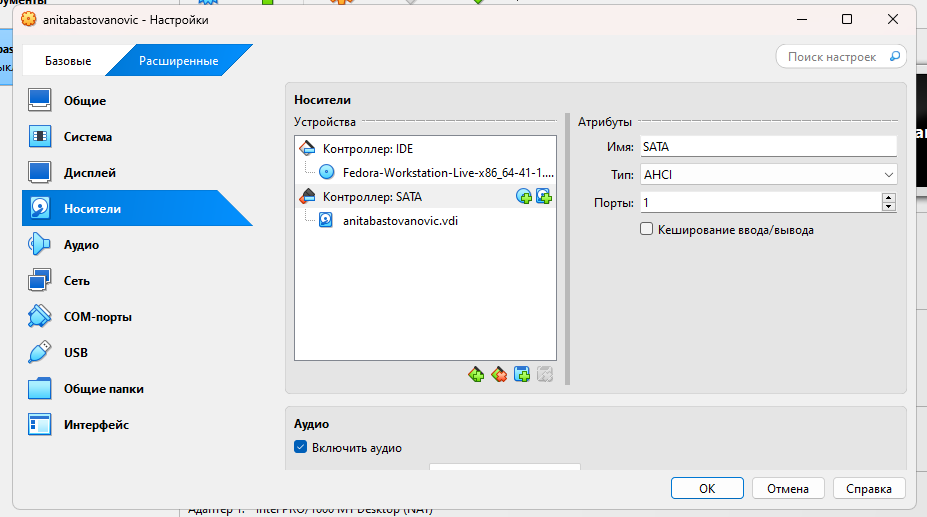 anitabastovanovic - Настройки
Базовые
Расширенные
Поиск настроек
Общие
Система
Дисплей
Носители
Аудио
Сеть
COM-порты
USB
Общие папки
Интерфейс
Носители
Устройства
Контроллер: IDE
Fedora-Workstation-Live-x86_64-41-1....
Контроллер: SATA
anitabastovanovic.vdi
Атрибуты
Имя: SATA
Тип: AHCI
Порты: 1
Кеширование ввода/вывода
Аудио
Включить аудио
OK
Отмена
Справка